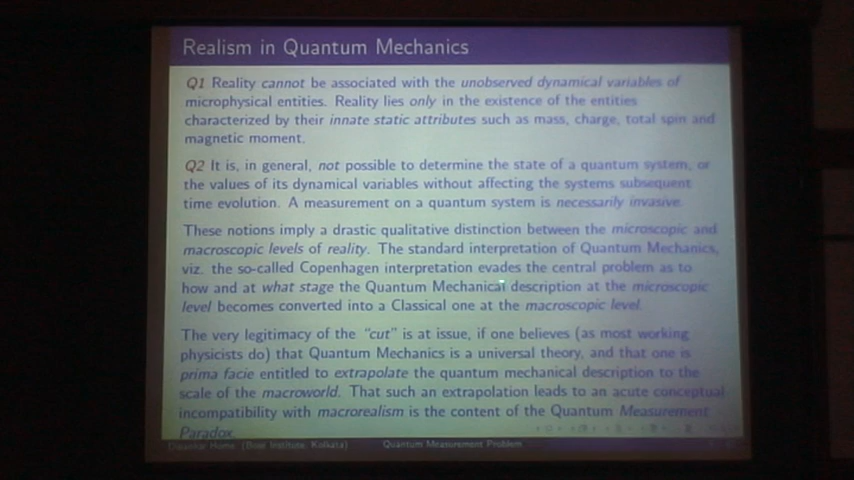 Realism in Quantum Mechanics
Q1 Reality cannot be associated with the unobserved dynamical variables of
microphysical entities. Reality lies only in the existence of the entities
characterized by their innate static attributes such as mass, charge, total spin and
magnetic moment.
Q2 It is, in general, not possible to determine the state of a quantum system, or
the values of its dynamical variables without affecting the systems subsequent
time evolution. A measurement on a quantum system is necessarily invasive.
These notions imply a drastic qualitative distinction between the microscopic and
macroscopic levels of reality. The standard interpretation of Quantum Mechanics,
viz. the so-called Copenhagen interpretation evades the central problem as to
how and at what stage the Quantum Mechanical description at the microscopic
level becomes converted into a Classical one at the macroscopic level.
The very legitimacy of the "cut" is at issue, if one believes (as most working
physicists do) that Quantum Mechanics is a universal theory, and that one is
prima facie entitled to extrapolate the quantum mechanical description to the
scale of the macroworld. That such an extrapolation leads to an acute conceptual
incompatibility with macrorealism is the content of the Quantum Measurement
Paradox.
Home (Bose Institute, Kolkata) Quantum Measurement Problem